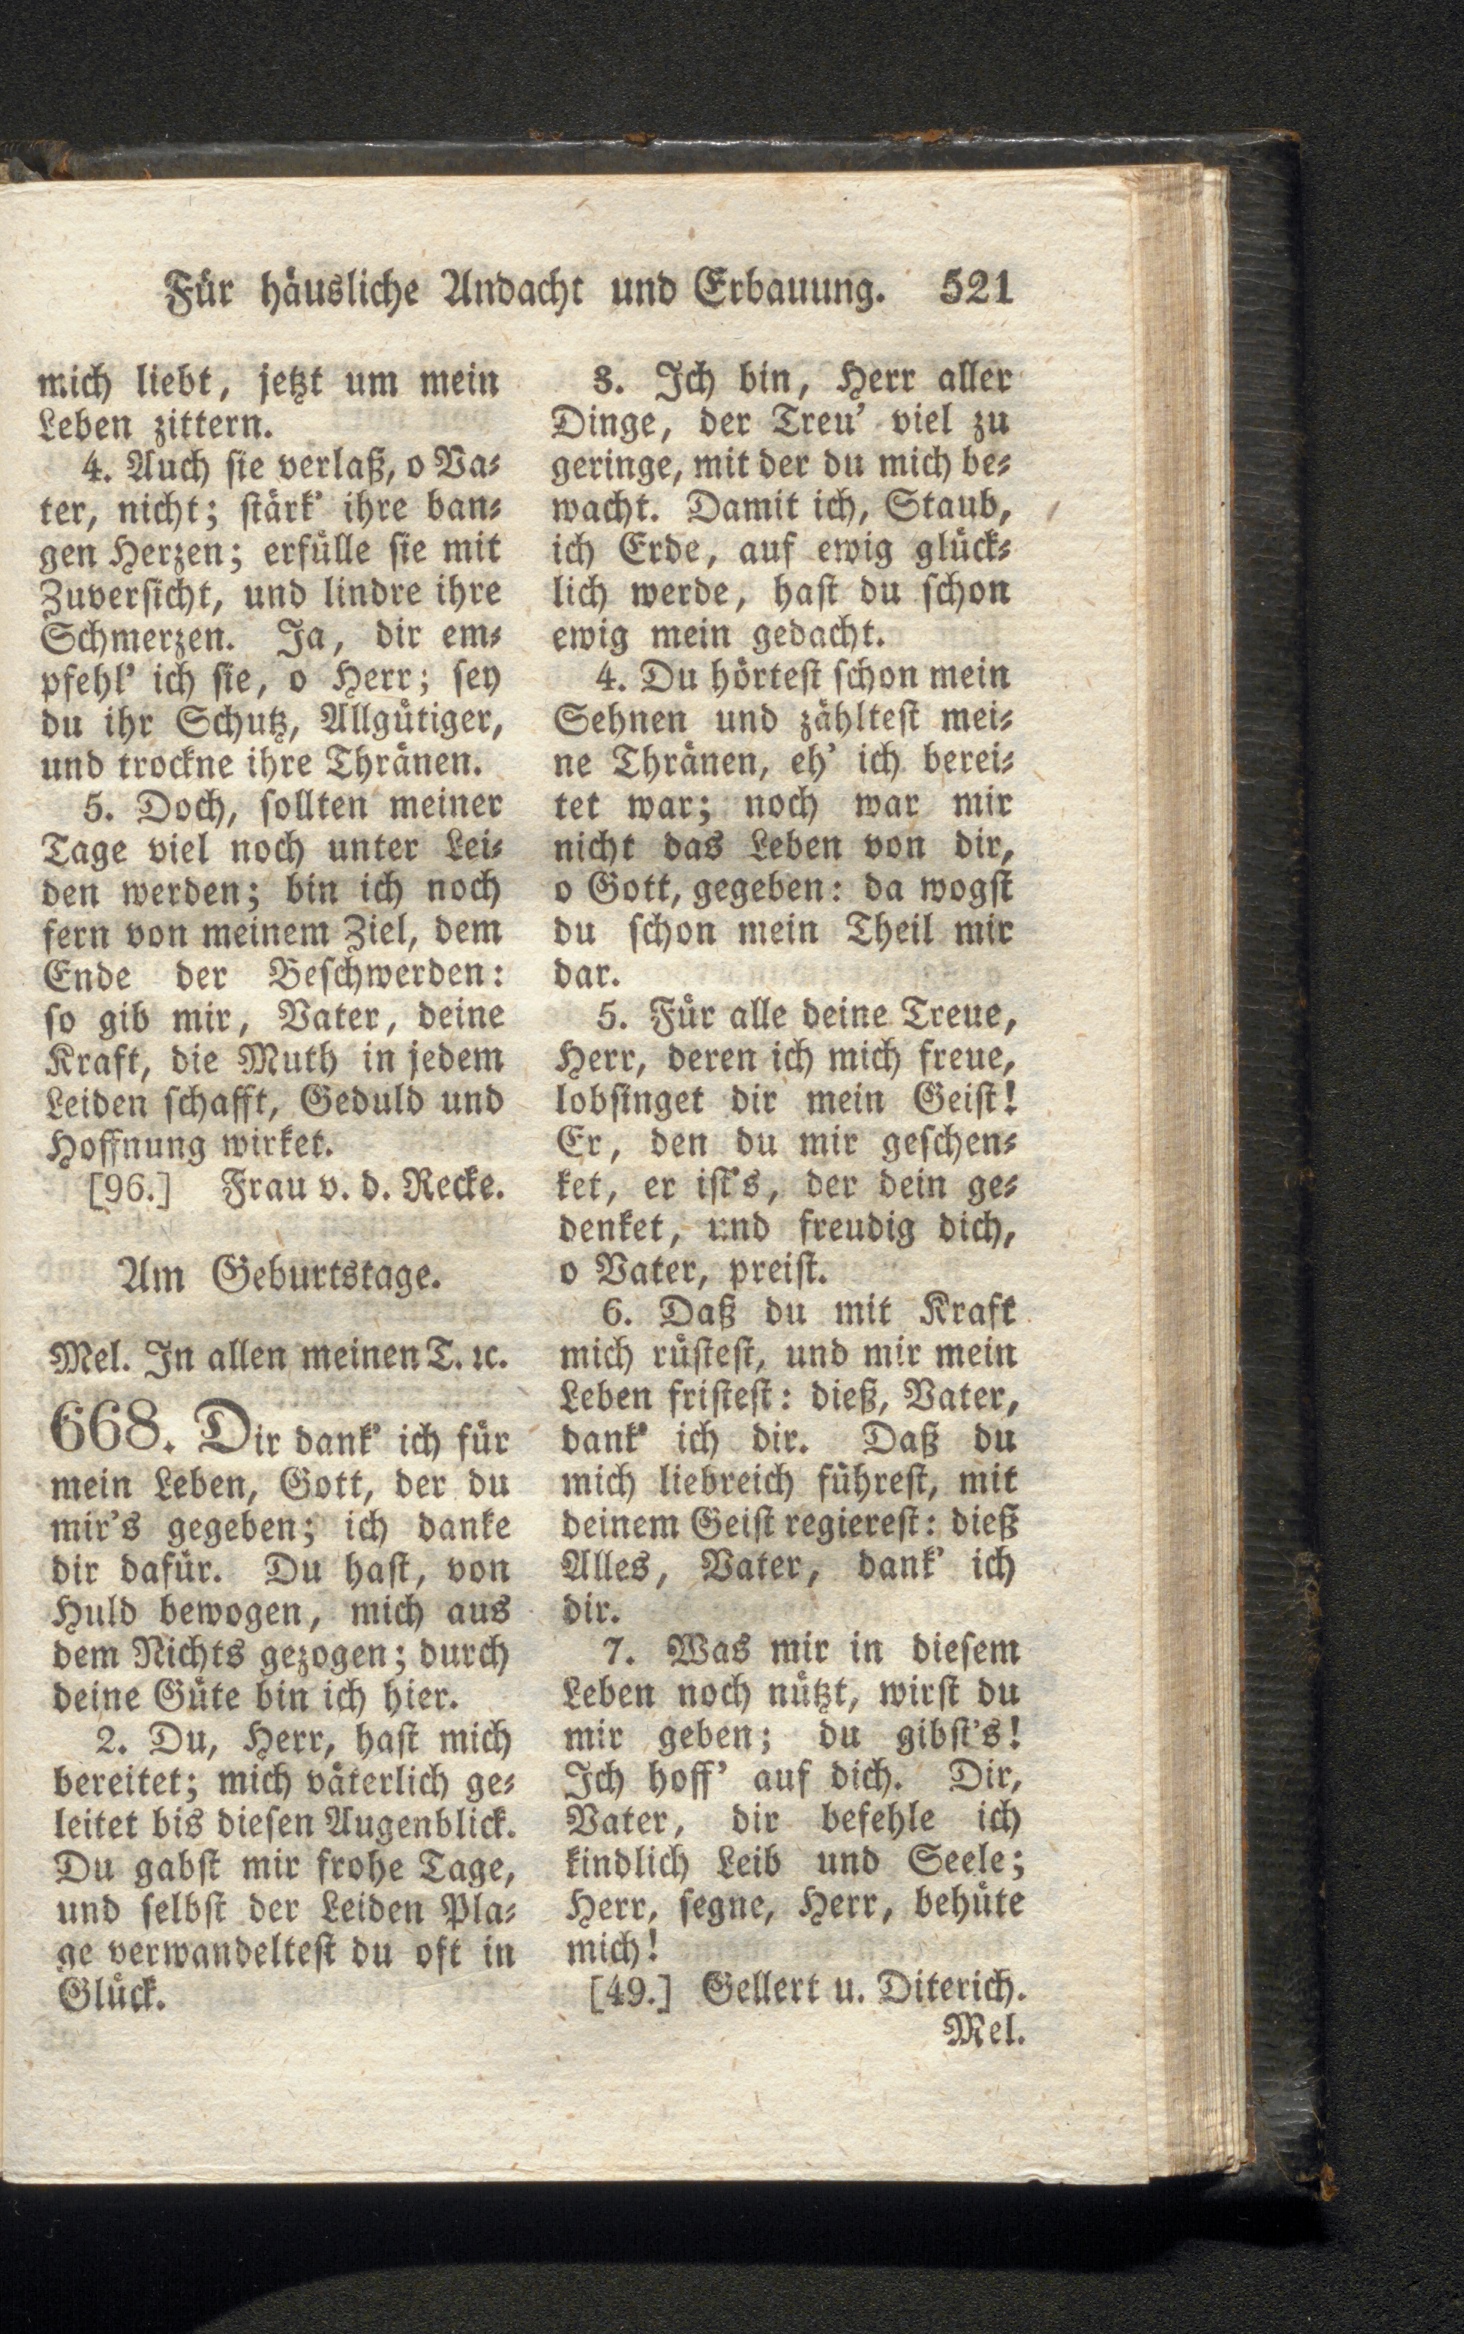 Für häusliche Andacht und Erbauung. 521
mich liebt, jetzt um mein
Leben zittern.
4. Auch sie verlaß, o Va-
ter, nicht; stärk' ihre ban-
gen Herzen; erfülle sie mit
Zuversicht, und lindre ihre
Schmerzen. Ja, dir em-
pfehl' ich sie, o Herr; sey
du ihr Schutz, Allgütiger,
und trockne ihre Thränen.
5. Doch, sollten meiner
Tage viel noch unter Lei-
den werden; bin ich noch
fern von meinem Ziel, dem
Ende der Beschwerden:
so gib mir, Vater, deine
Kraft, die Muth in jedem
Leiden schafft, Geduld und
Hoffnung wirket.
[96.] Frau v. d. Recke.
Am Geburtstage.
Mel. In allen meinen T. ꝛc.
668. Dir dank' ich für
mein Leben, Gott, der du
mir's gegeben; ich danke
dir dafür. Du hast, von
Huld bewogen, mich aus
dem Nichts gezogen; durch
deine Güte bin ich hier.
2. Du, Herr, hast mich
bereitet; mich väterlich ge-
leitet bis diesen Augenblick.
Du gabst mir frohe Tage,
und selbst der Leiden Pla-
ge verwandeltest du oft in
Glück.
3. Ich bin, Herr aller
Dinge, der Treu' viel zu
geringe, mit der du mich be-
wacht. Damit ich, Staub,
ich Erde, auf ewig glück-
lich werde, hast du schon
ewig mein gedacht.
4. Du hörtest schon mein
Sehnen und zähltest mei-
ne Thränen, eh' ich berei-
tet war; noch war mir
nicht das Leben von dir,
o Gott, gegeben: da wogst
du schon mein Theil mir
dar.
5. Für alle deine Treue,
Herr, deren ich mich freue,
lobsinget dir mein Geist!
Er, den du mir geschen-
ket, er ist's, der dein ge-
denket, und freudig dich,
o Vater, preist.
6. Daß du mit Kraft
mich rüstest, und mir mein
Leben fristest: dieß, Vater,
dank' ich dir. Daß du
mich liebreich führest, mit
deinem Geist regierest: dieß
Alles, Vater, dank' ich
dir.
7. Was mir in diesem
Leben noch nützt, wirst du
mir geben; du gibst's!
Ich hoff' auf dich. Dir,
Vater, dir befehle ich
kindlich Leib und Seele;
Herr, segne, Herr, behüte
mich!
[49.] Gellert u. Diterich.
Mel.